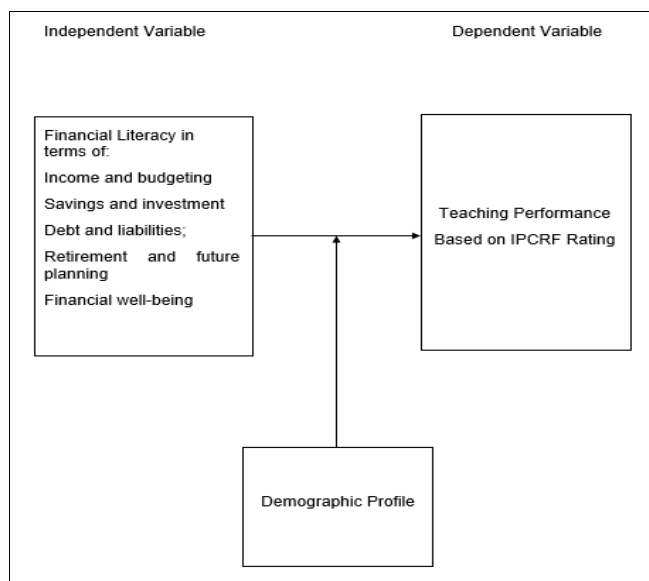 Independent Variable
Dependent Variable
Financial Literacy in
terms of:
Income and budgeting
Savings and investment
Debt and liabilities;
Retirement and future
planning
Financial well-being
Teaching Performance
Based on IPCRF Rating
Demographic Profile